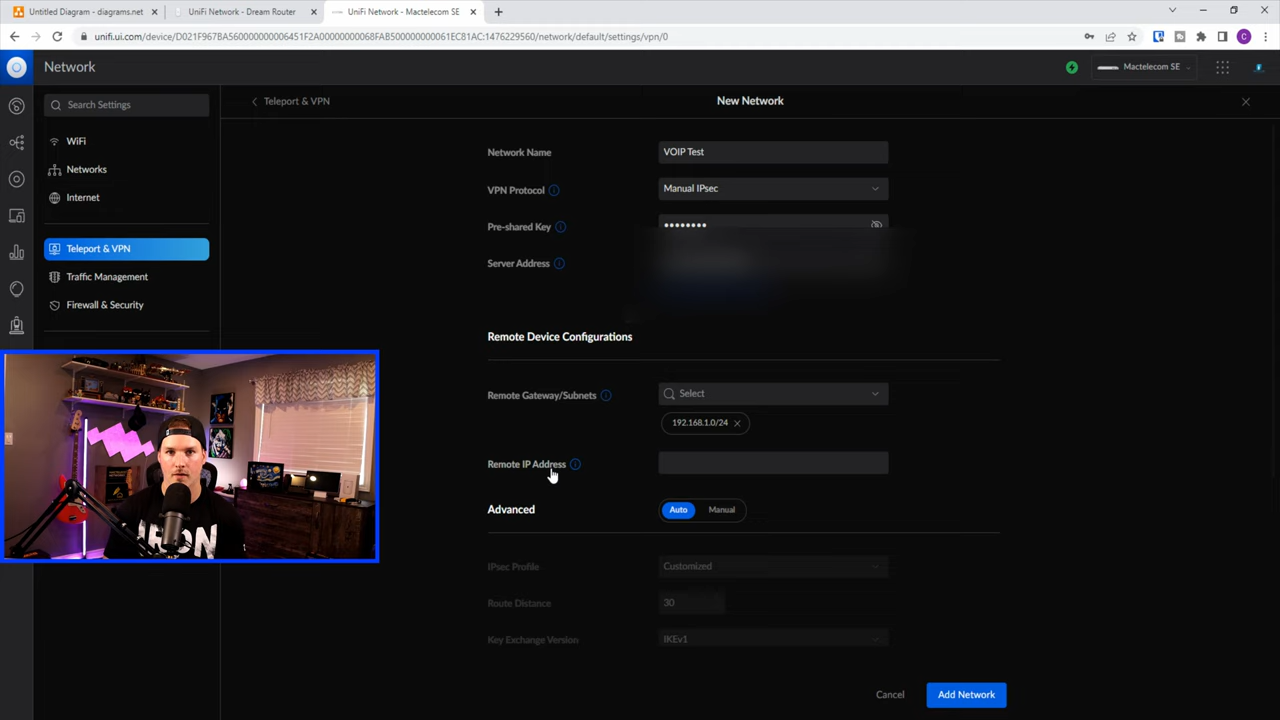 Untitled Diagram - diagrams.net
UniFi Network - Dream Router
UniFi Network - Mactelecom SE
unifi.ui.com/device/D021F967BA56000000006451F2A00000000068FAB500000000061EC81AC:1476229560/network/default/settings/vpn/0
Network
Mactelecom SE
Search Settings
WiFi
Networks
Internet
Teleport & VPN
Traffic Management
Firewall & Security
Teleport & VPN
New Network
Network Name
VOIP Test
VPN Protocol
Manual IPsec
Pre-shared Key
••••••••
Server Address
Remote Device Configurations
Remote Gateway/Subnets
Select
192.168.1.0/24
Remote IP Address
Advanced
Auto
Manual
IPsec Profile
Customized
Route Distance
30
Key Exchange Version
IKEv1
Cancel
Add Network
IRON